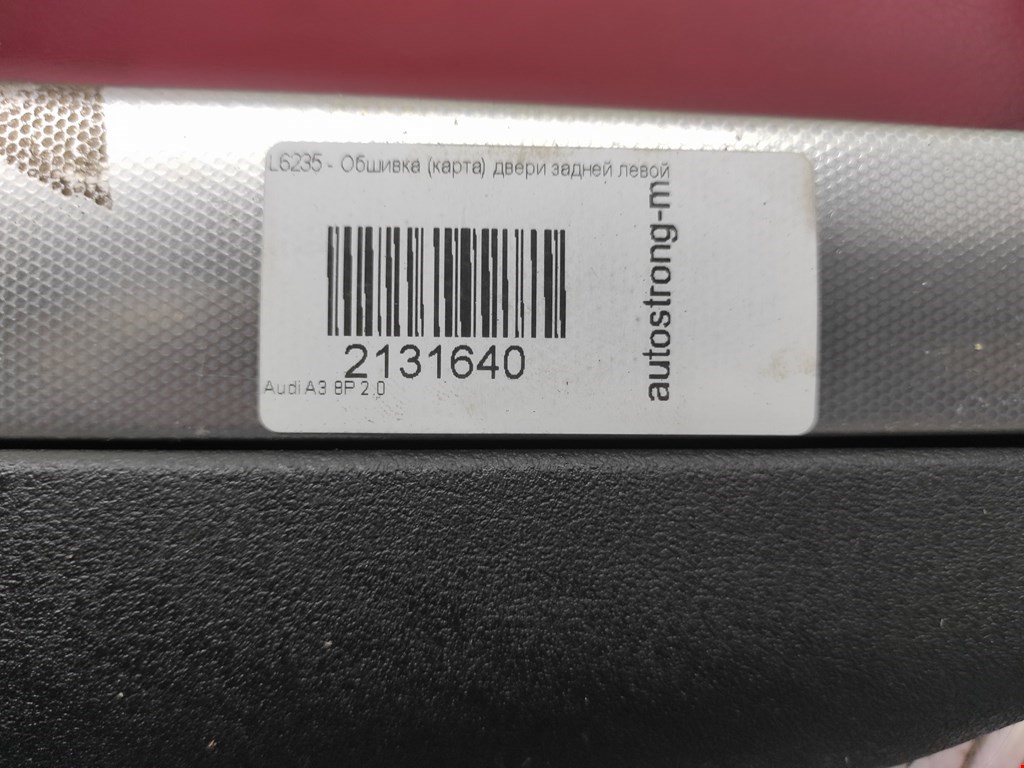 L6235 - Обшивка (карта) двери задней левой
autostrong-m
2131640
Audi A3 8P 2.0